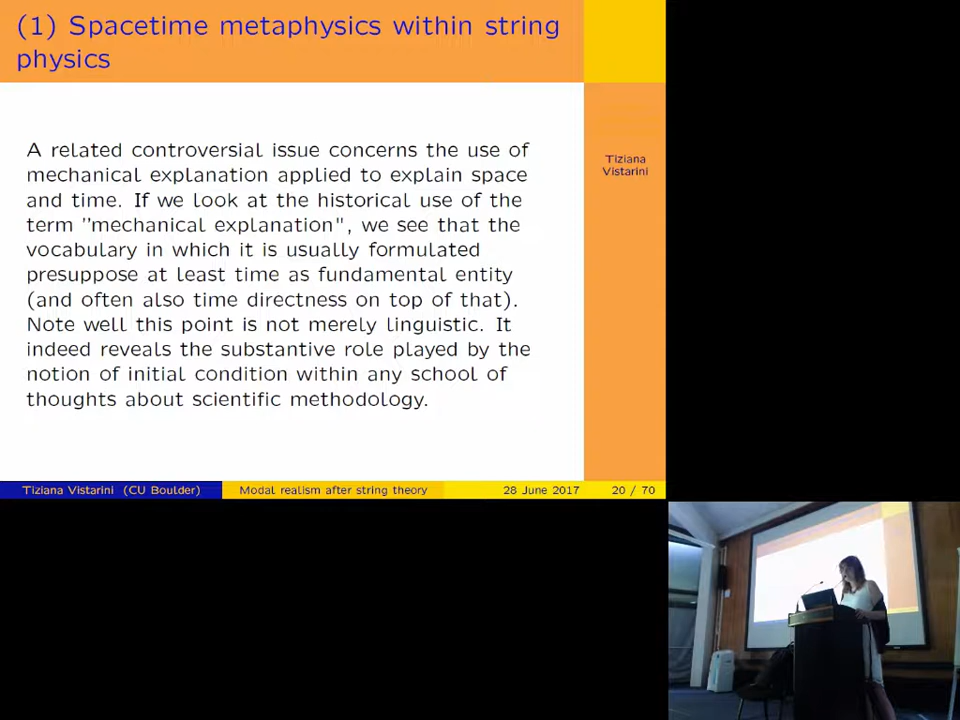 (1) Spacetime metaphysics within string
physics
A related controversial issue concerns the use of
mechanical explanation applied to explain space
and time. If we look at the historical use of the
term "mechanical explanation", we see that the
vocabulary in which it is usually formulated
presuppose at least time as fundamental entity
(and often also time directness on top of that).
Note well this point is not merely linguistic. It
indeed reveals the substantive role played by the
notion of initial condition within any school of
thoughts about scientific methodology.
Tiziana
Vistarini
Tiziana Vistarini (CU Boulder)
Modal realism after string theory
28 June 2017
20 / 70